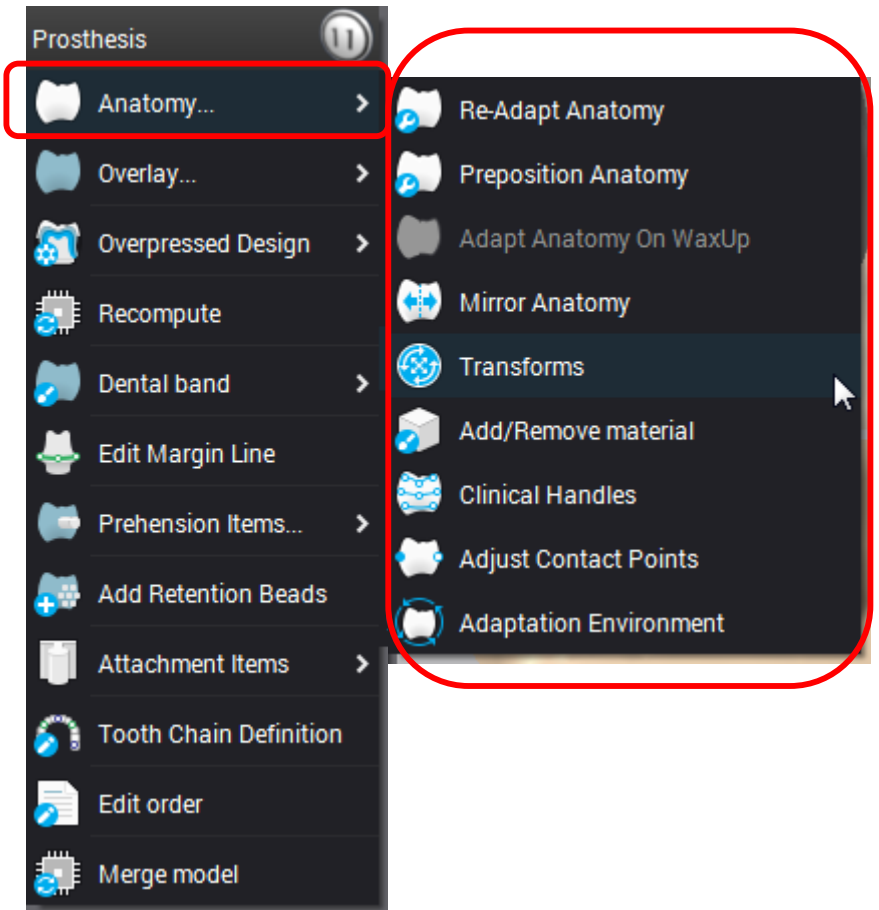 Prosthesis 11
Anatomy...
Overlay...
Overpressed Design
Recompute
Dental band
Edit Margin Line
Prehension Items...
Add Retention Beads
Attachment Items
Tooth Chain Definition
Edit order
Merge model
Re-Adapt Anatomy
Preposition Anatomy
Adapt Anatomy On WaxUp
Mirror Anatomy
Transforms
Add/Remove material
Clinical Handles
Adjust Contact Points
Adaptation Environment